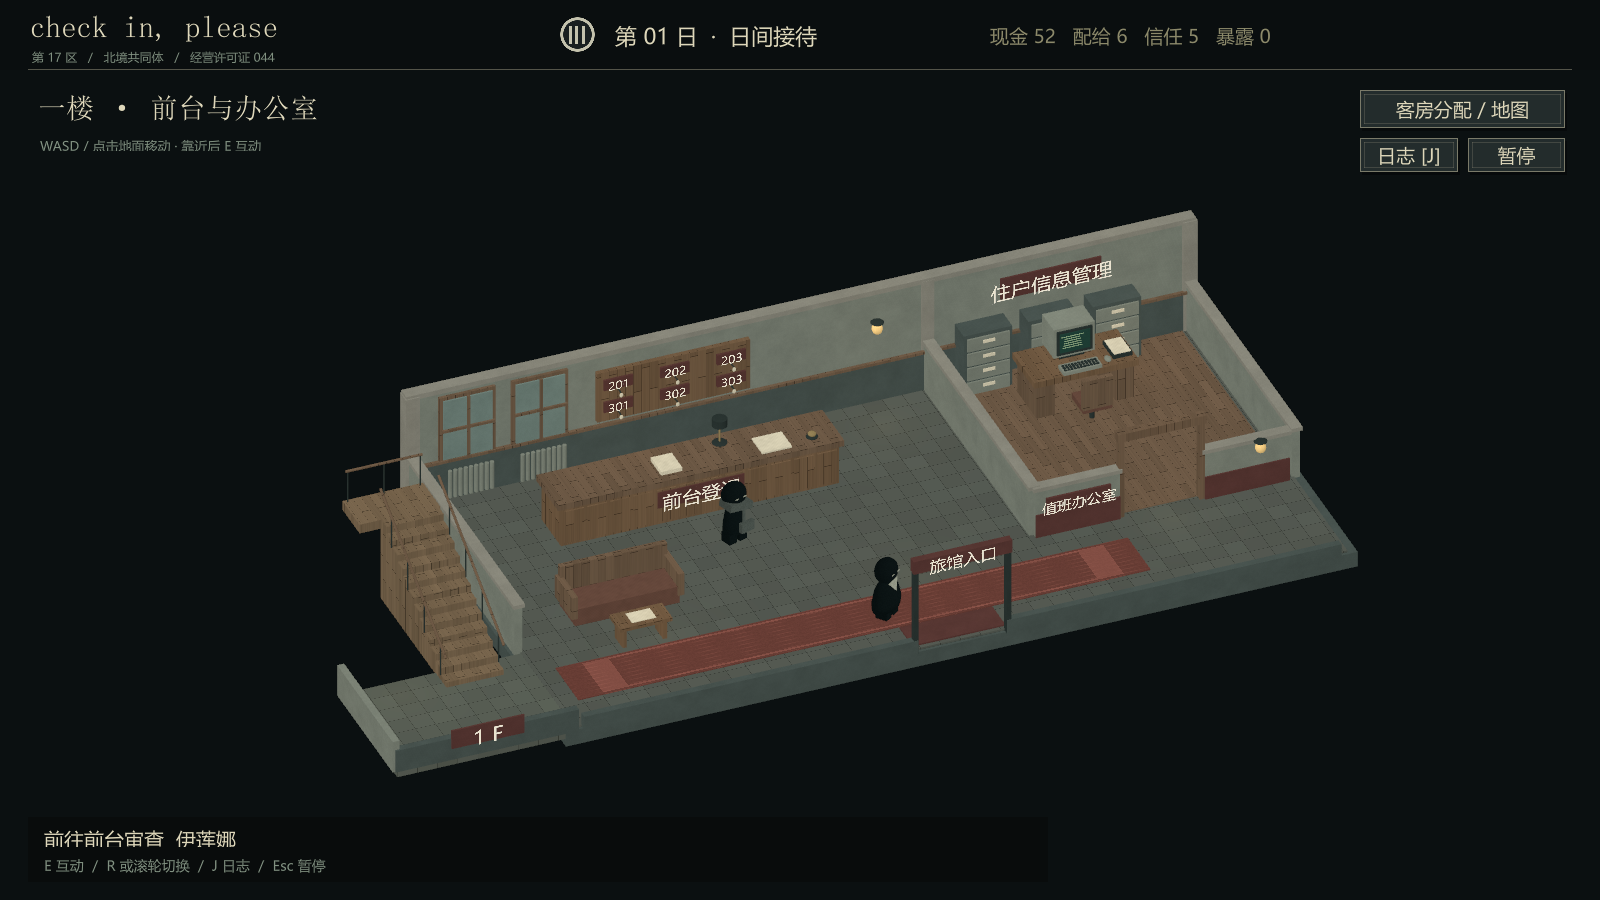 check in, please
第 17 区 / 北境共同体 / 经营许可证 044
第 01 日 · 日间接待
现金 52 配给 6 信任 5 暴露 0
一楼 · 前台与办公室
WASD / 点击地面移动 · 靠近后 E 互动
客房分配 / 地图
日志 [J]
暂停
住户信息管理
201 202 203
301 302 303
前台登
值班办公室
旅馆入口
1 F
前往前台审查 伊莲娜
E 互动 / R 或滚轮切换 / J 日志 / Esc 暂停